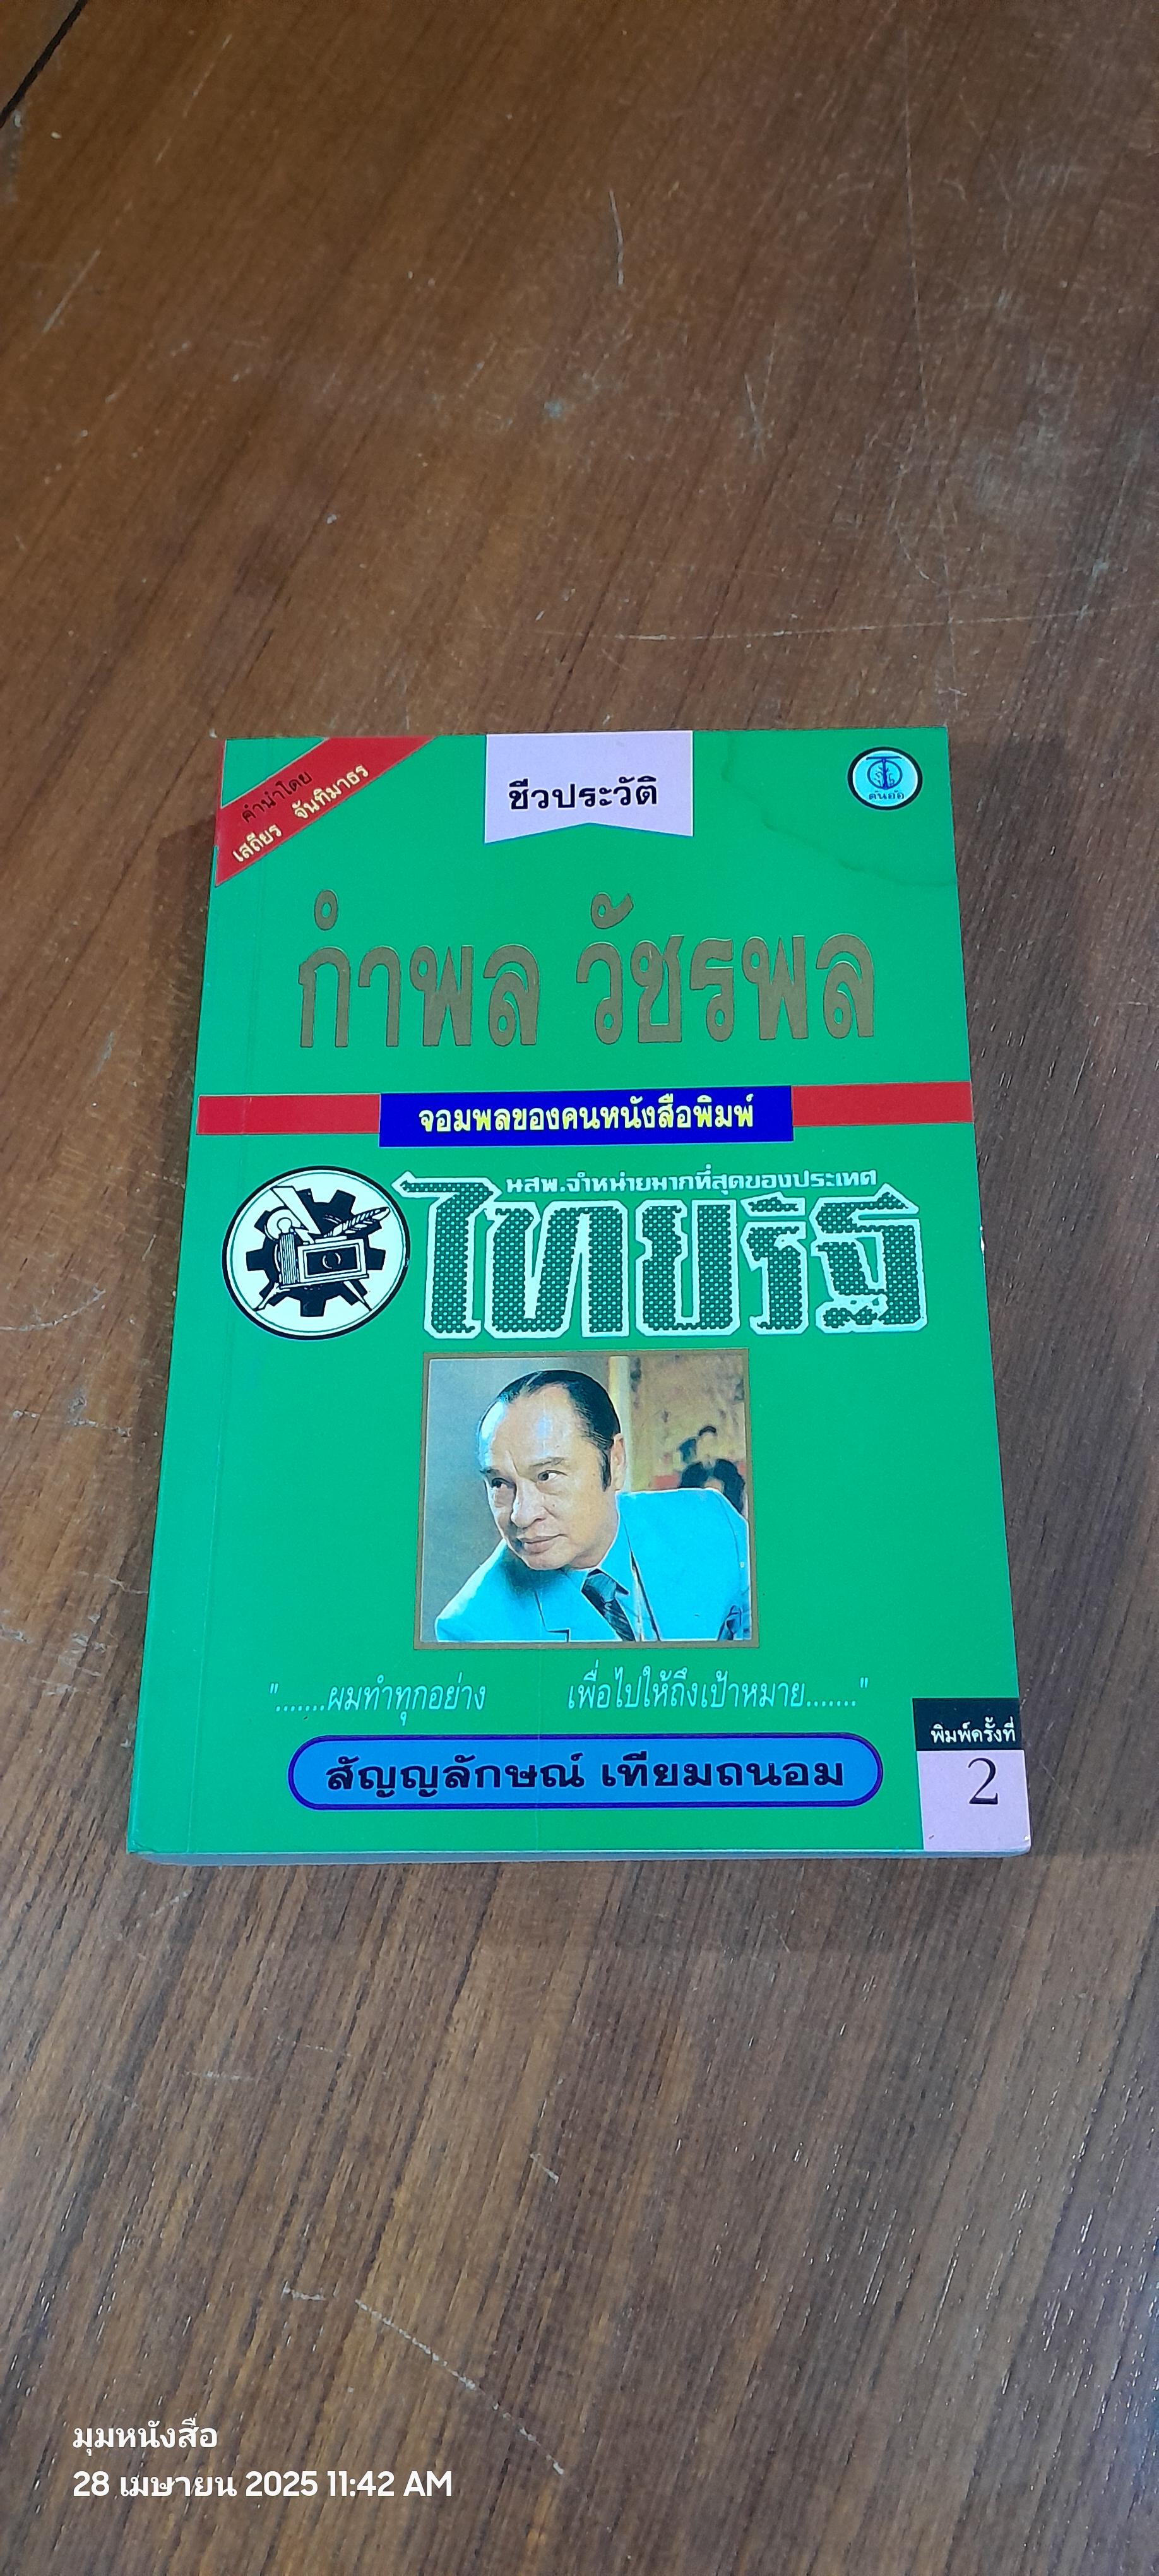 คำนำโดย
เสถียร จันทิมาธร
ชีวประวัติ
ต้นอ้อ
กำพล วัชรพล
จอมพลของคนหนังสือพิมพ์
นสพ.จำหน่ายมากที่สุดของประเทศ
ไทยรัฐ
".......ผมทำทุกอย่าง เพื่อไปให้ถึงเป้าหมาย......."
สัญญลักษณ์ เทียมถนอม
พิมพ์ครั้งที่
2
มุมหนังสือ
28 เมษายน 2025 11:42 AM